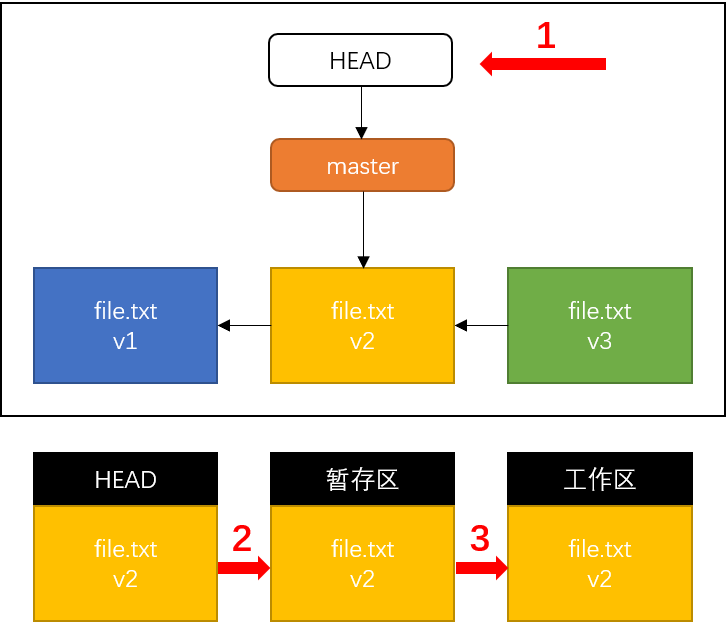 HEAD
1
master
file.txt
v1
file.txt
v2
file.txt
v3
HEAD
暂存区
工作区
file.txt
v2
2
file.txt
v2
3
file.txt
v2